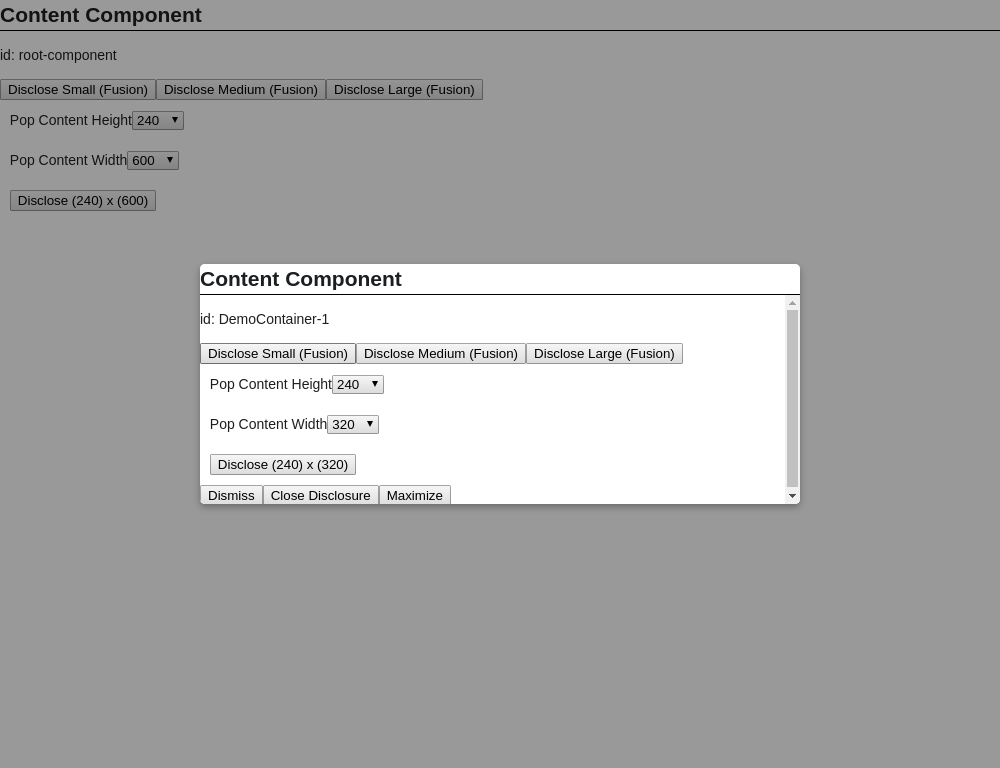 Content Component
id: root-component
Disclose Small (Fusion) Disclose Medium (Fusion) Disclose Large (Fusion)
Pop Content Height 240
Pop Content Width 600
Disclose (240) x (600)
Content Component
id: DemoContainer-1
Disclose Small (Fusion) Disclose Medium (Fusion) Disclose Large (Fusion)
Pop Content Height 240
Pop Content Width 320
Disclose (240) x (320)
Dismiss Close Disclosure Maximize